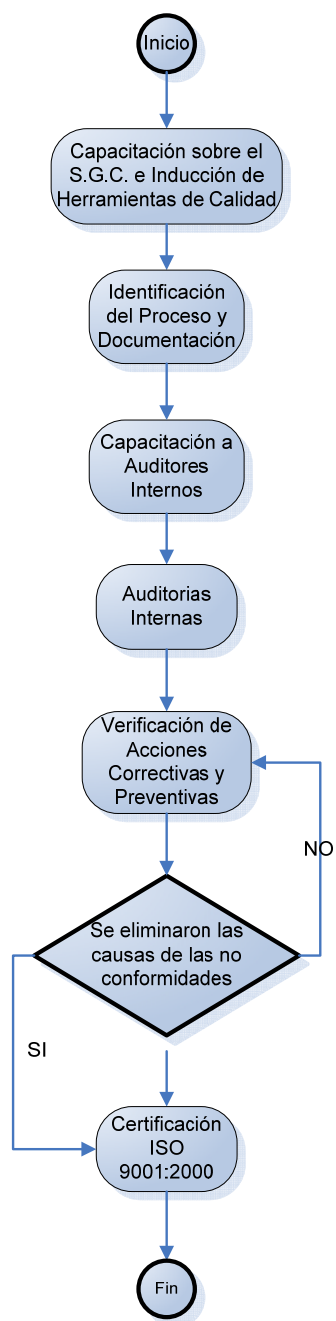 Inicio
Capacitación sobre el
S.G.C. e Inducción de
Herramientas de Calidad
Identificación
del Proceso y
Documentación
Capacitación a
Auditores
Internos
Auditorias
Internas
Verificación de
Acciones
Correctivas y
Preventivas
NO
Se eliminaron las
causas de las no
conformidades
SI
Certificación
ISO
9001:2000
Fin